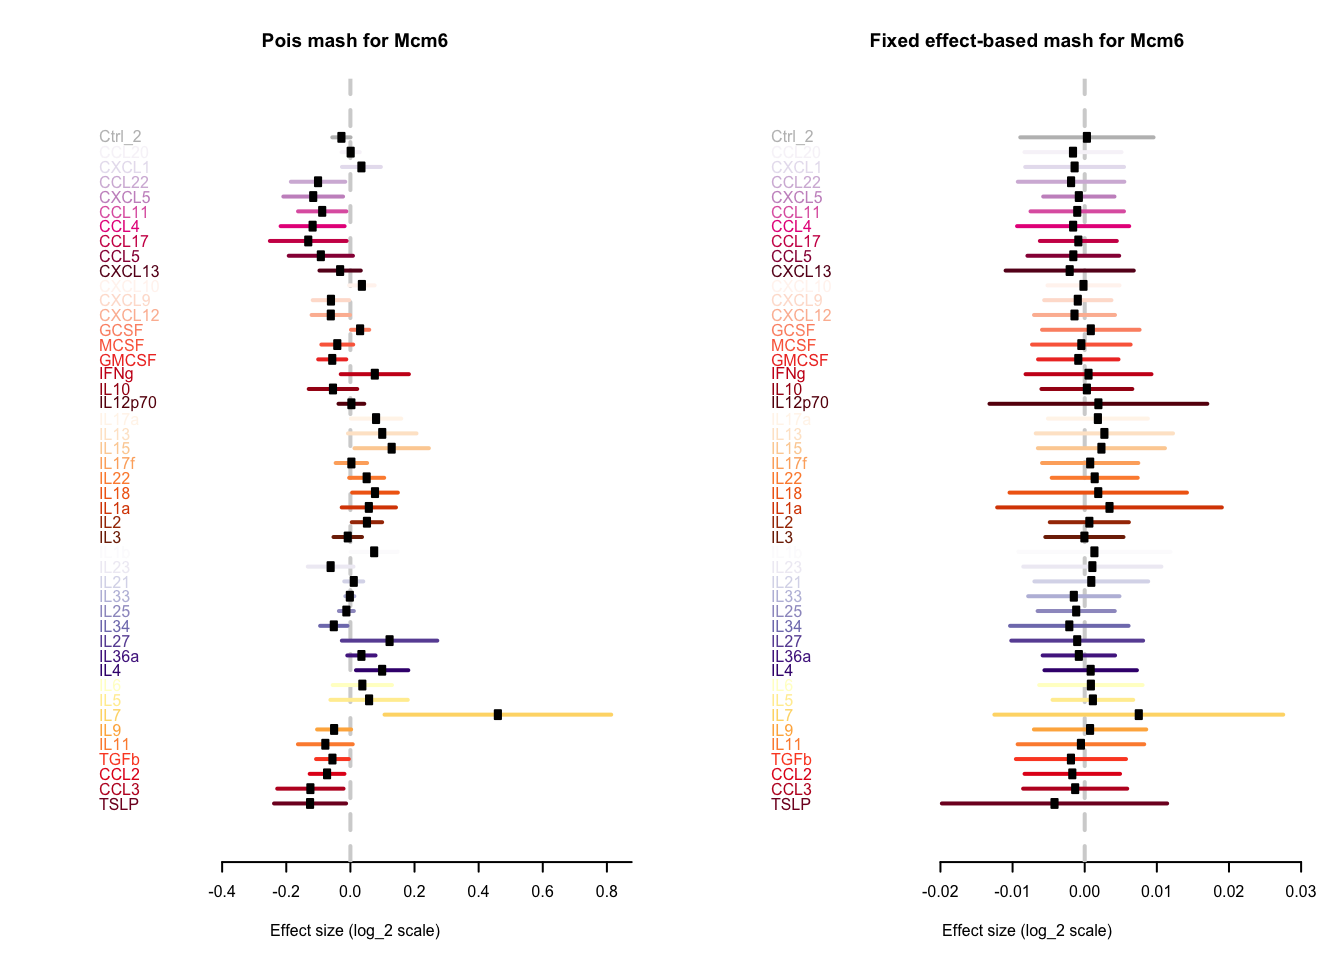 Pois mash for Mcm6
Ctrl_2
CCL20
CXCL1
CCL22
CXCL5
CCL11
CCL4
CCL17
CCL5
CXCL13
CXCL10
CXCL9
CXCL12
GCSF
MCSF
GMCSF
IFNg
IL10
IL12p70
IL13
IL15
IL17f
IL22
IL18
IL1a
IL2
IL3
IL23
IL21
IL33
IL25
IL34
IL27
IL36a
IL4
IL5
IL7
IL9
IL11
TGFb
CCL2
CCL3
TSLP
-0.4 -0.2 0.0 0.2 0.4 0.6 0.8
Effect size (log_2 scale)
Fixed effect-based mash for Mcm6
Ctrl_2
CCL20
CXCL1
CCL22
CXCL5
CCL11
CCL4
CCL17
CCL5
CXCL13
CXCL10
CXCL9
CXCL12
GCSF
MCSF
GMCSF
IFNg
IL10
IL12p70
IL13
IL15
IL17f
IL22
IL18
IL1a
IL2
IL3
IL23
IL21
IL33
IL25
IL34
IL27
IL36a
IL4
IL5
IL7
IL9
IL11
TGFb
CCL2
CCL3
TSLP
-0.02 -0.01 0.00 0.01 0.02 0.03
Effect size (log_2 scale)